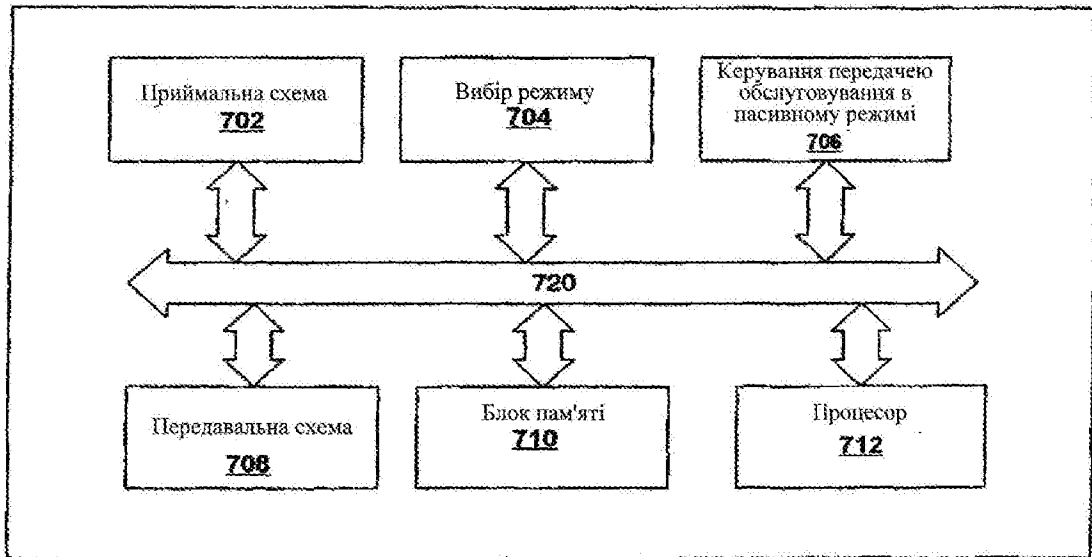 Приймальна схема
702
Вибір режиму
704
Керування передачею
обслуговування в
пасивному режимі
706
720
Передавальна схема
708
Блок пам'яті
710
Процесор
712